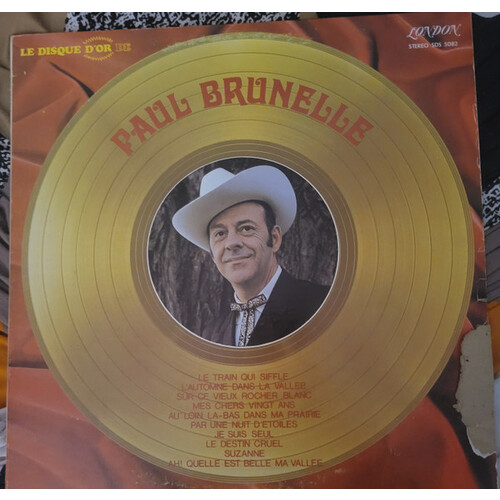 LE DISQUE D'OR
LONDON
STEREO SDS 5082
PAUL BRUNELLE
LE TRAIN QUI SIFFLE
L'AUTOMNE DANS LA VALLEE
SUR CE VIEUX ROCHER BLANC
MES CHERS VINGT ANS
AU LOIN LA-BAS DANS MA PRAIRIE
PAR UNE NUIT D'ETOILES
JE SUIS SEUL
LE DESTIN CRUEL
SUZANNE
AH! QUELLE EST BELLE MA VALLEE